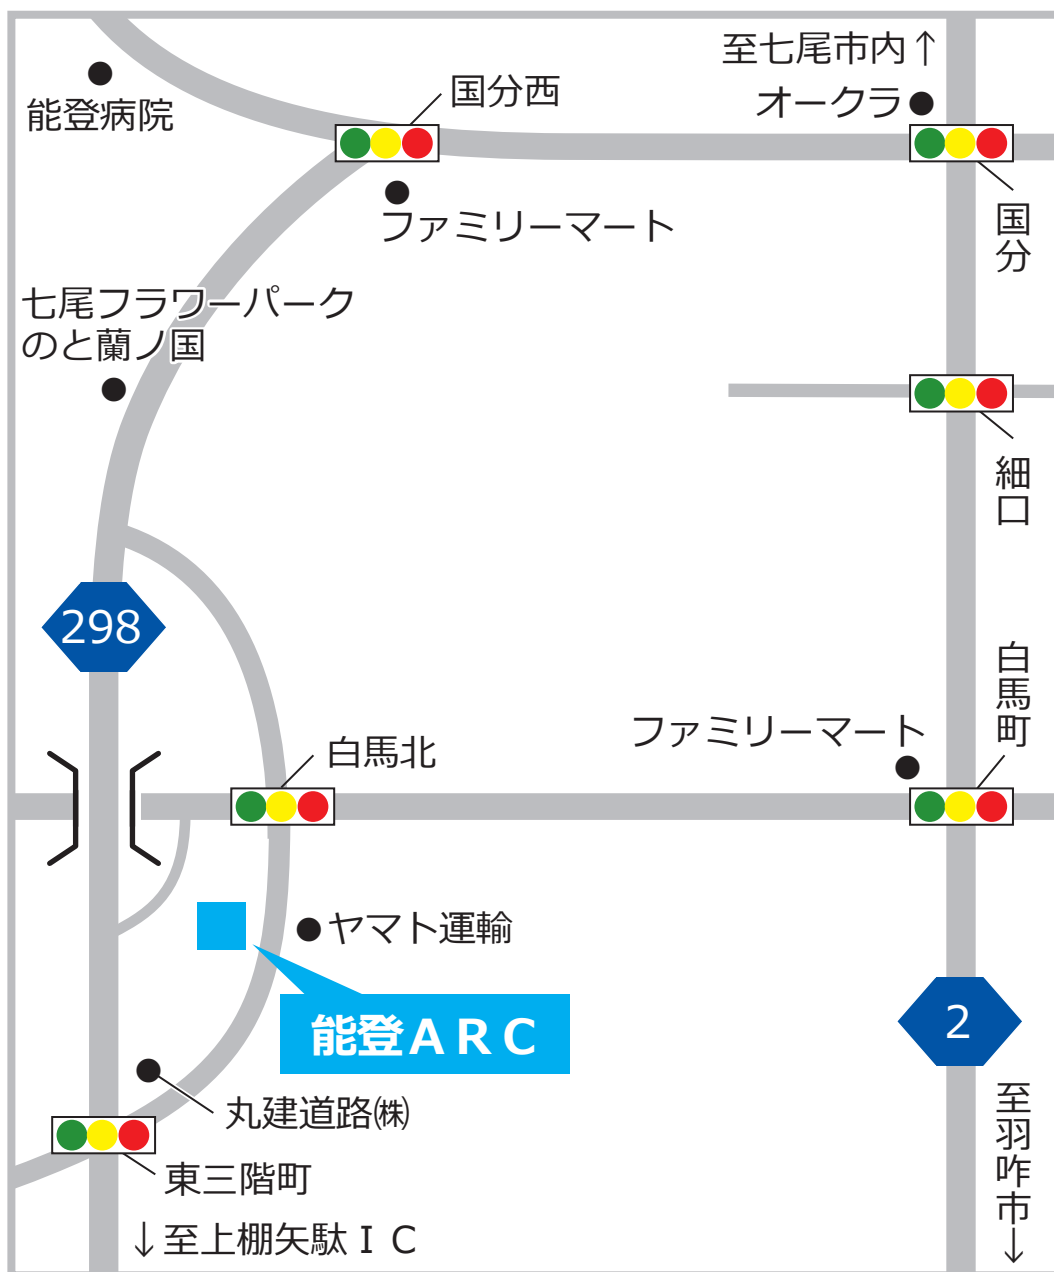 至七尾市内↑
能登病院
国分西
オークラ
国分
ファミリーマート
七尾フラワーパーク
のと蘭ノ国
細口
298
白馬町
ファミリーマート
白馬北
ヤマト運輸
能登ARC
2
丸建道路㈱
東三階町
↓至上棚矢駄IC
至羽咋市↓